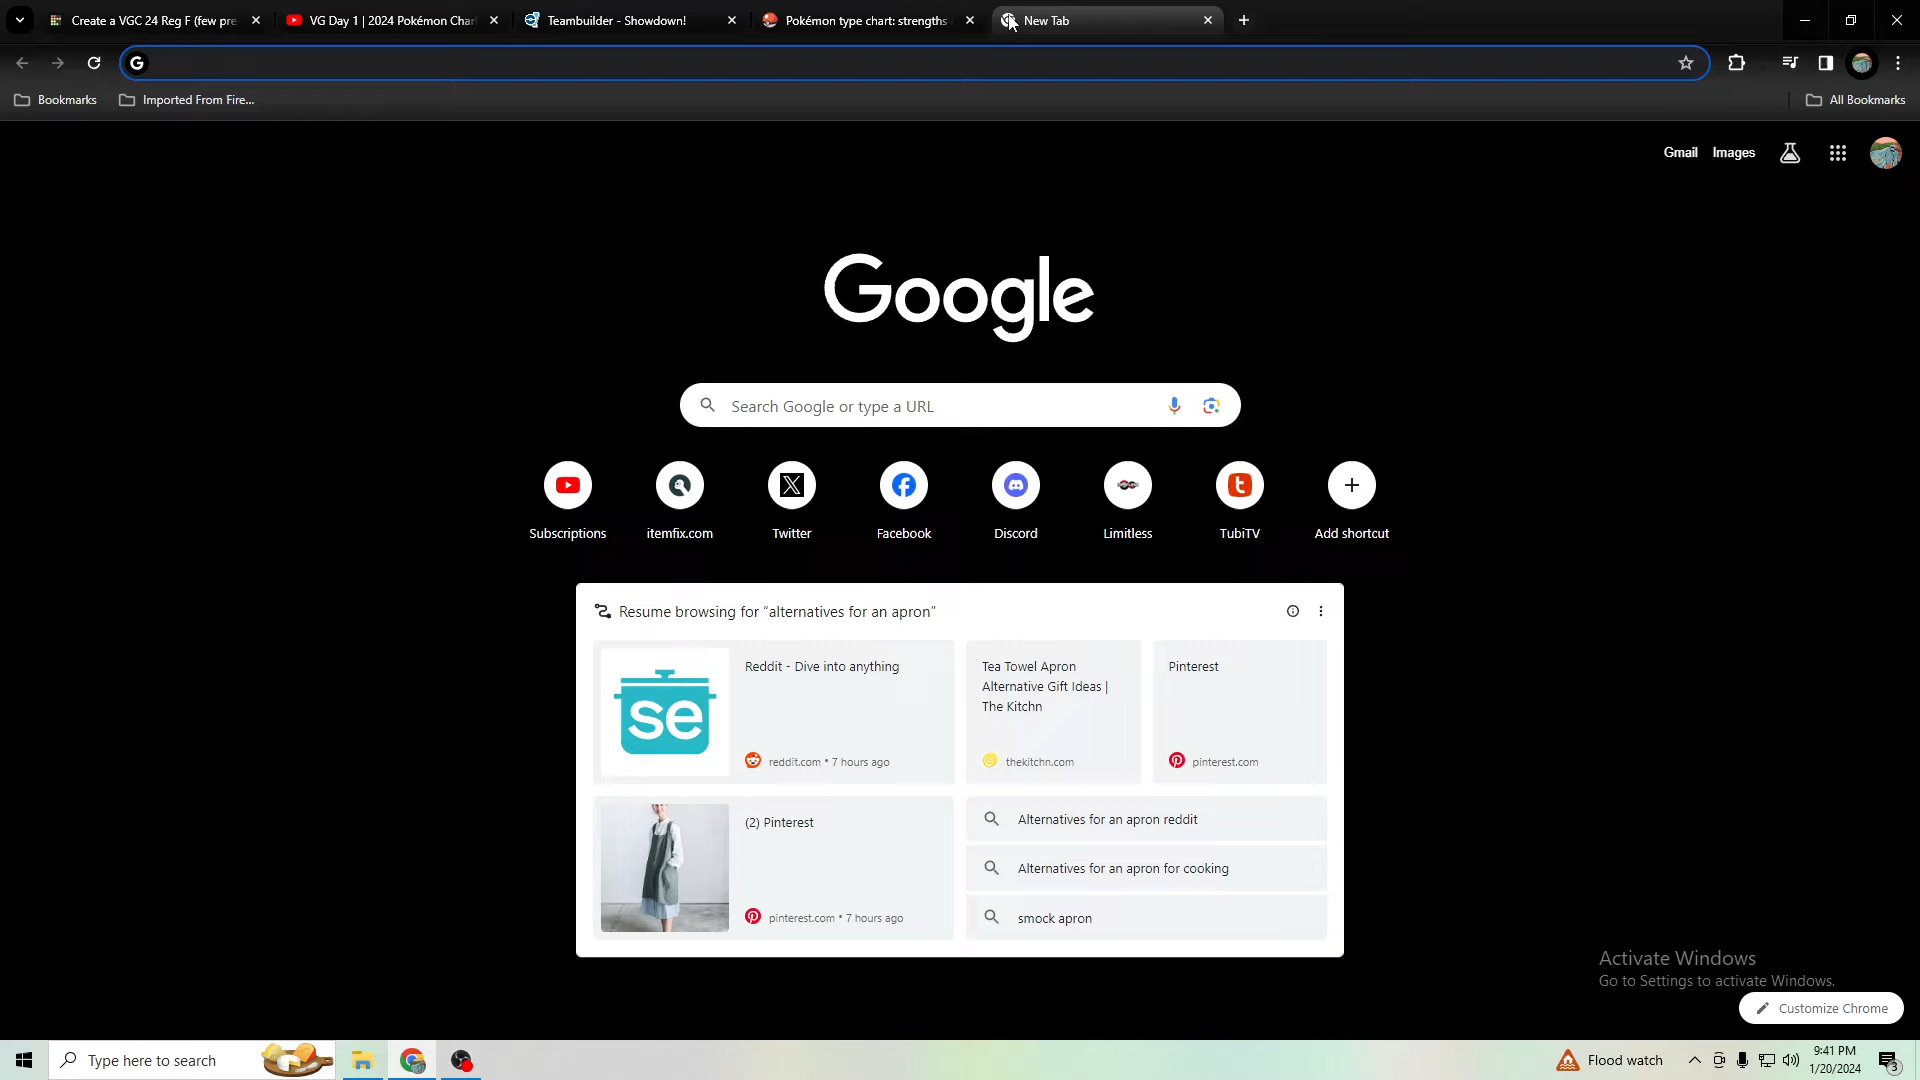 Create a VGC 24 Reg F (few pre
VG Day 1 | 2024 Pokémon Char
Teambuilder - Showdown!
Pokémon type chart: strengths
New Tab
G
Bookmarks
Imported From Fire...
All Bookmarks
Gmail
Images
Google
Search Google or type a URL
Subscriptions
itemfix.com
Twitter
Facebook
Discord
Limitless
TubiTV
Add shortcut
Resume browsing for “alternatives for an apron”
se
Reddit - Dive into anything
reddit.com • 7 hours ago
Tea Towel Apron
Alternative Gift Ideas |
The Kitchn
thekitchn.com
Pinterest
pinterest.com
(2) Pinterest
pinterest.com • 7 hours ago
Alternatives for an apron reddit
Alternatives for an apron for cooking
smock apron
Activate Windows
Go to Settings to activate Windows.
Customize Chrome
Type here to search
Flood watch
9:41 PM
1/20/2024
3